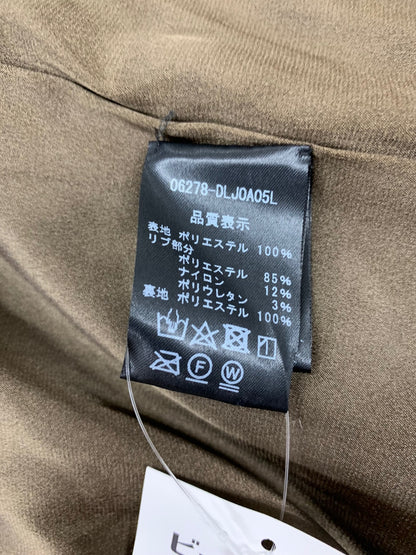 06278-DLJ0A05L
品質表示
表地 ポリエステル 100%
リブ部分
ポリエステル 85%
ナイロン 12%
ポリウレタン 3%
裏地 ポリエステル 100%
F W
ビ